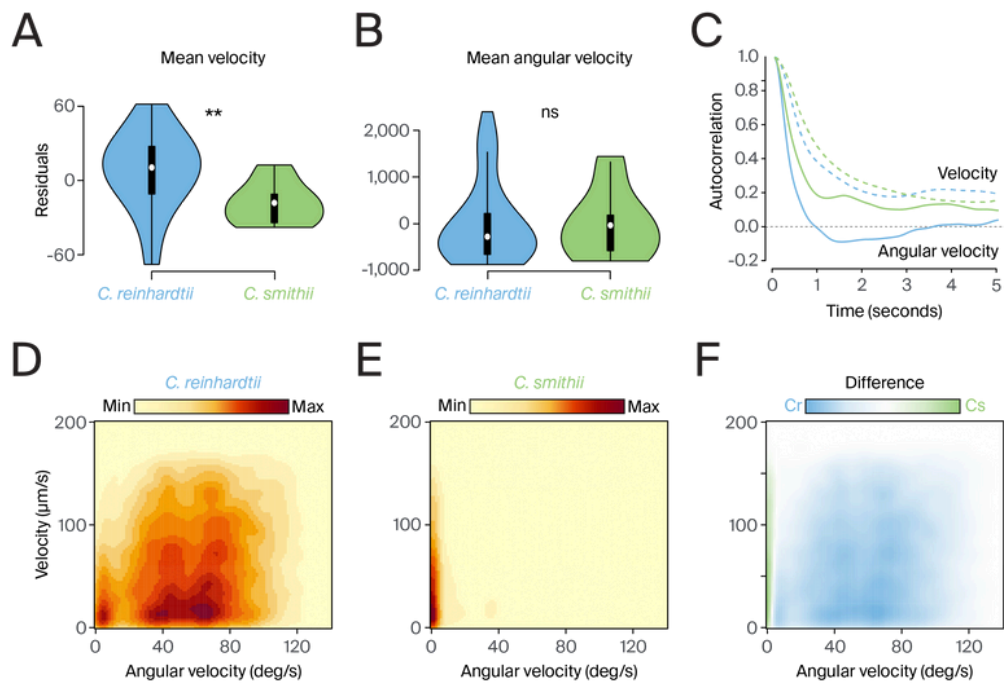 A
Mean velocity
**
Residuals
60
0
-60
C. reinhardtii
C. smithii
B
Mean angular velocity
ns
2,000
1,000
0
-1,000
C. reinhardtii
C. smithii
C
Autocorrelation
1.0
0.8
0.6
0.4
0.2
0.0
-0.2
Velocity
Angular velocity
0 1 2 3 4 5
Time (seconds)
D
C. reinhardtii
Min Max
Velocity (µm/s)
200
100
0
0 40 80 120
Angular velocity (deg/s)
E
C. smithii
Min Max
200
100
0
0 40 80 120
Angular velocity (deg/s)
F
Difference
Cr Cs
200
100
0
0 40 80 120
Angular velocity (deg/s)